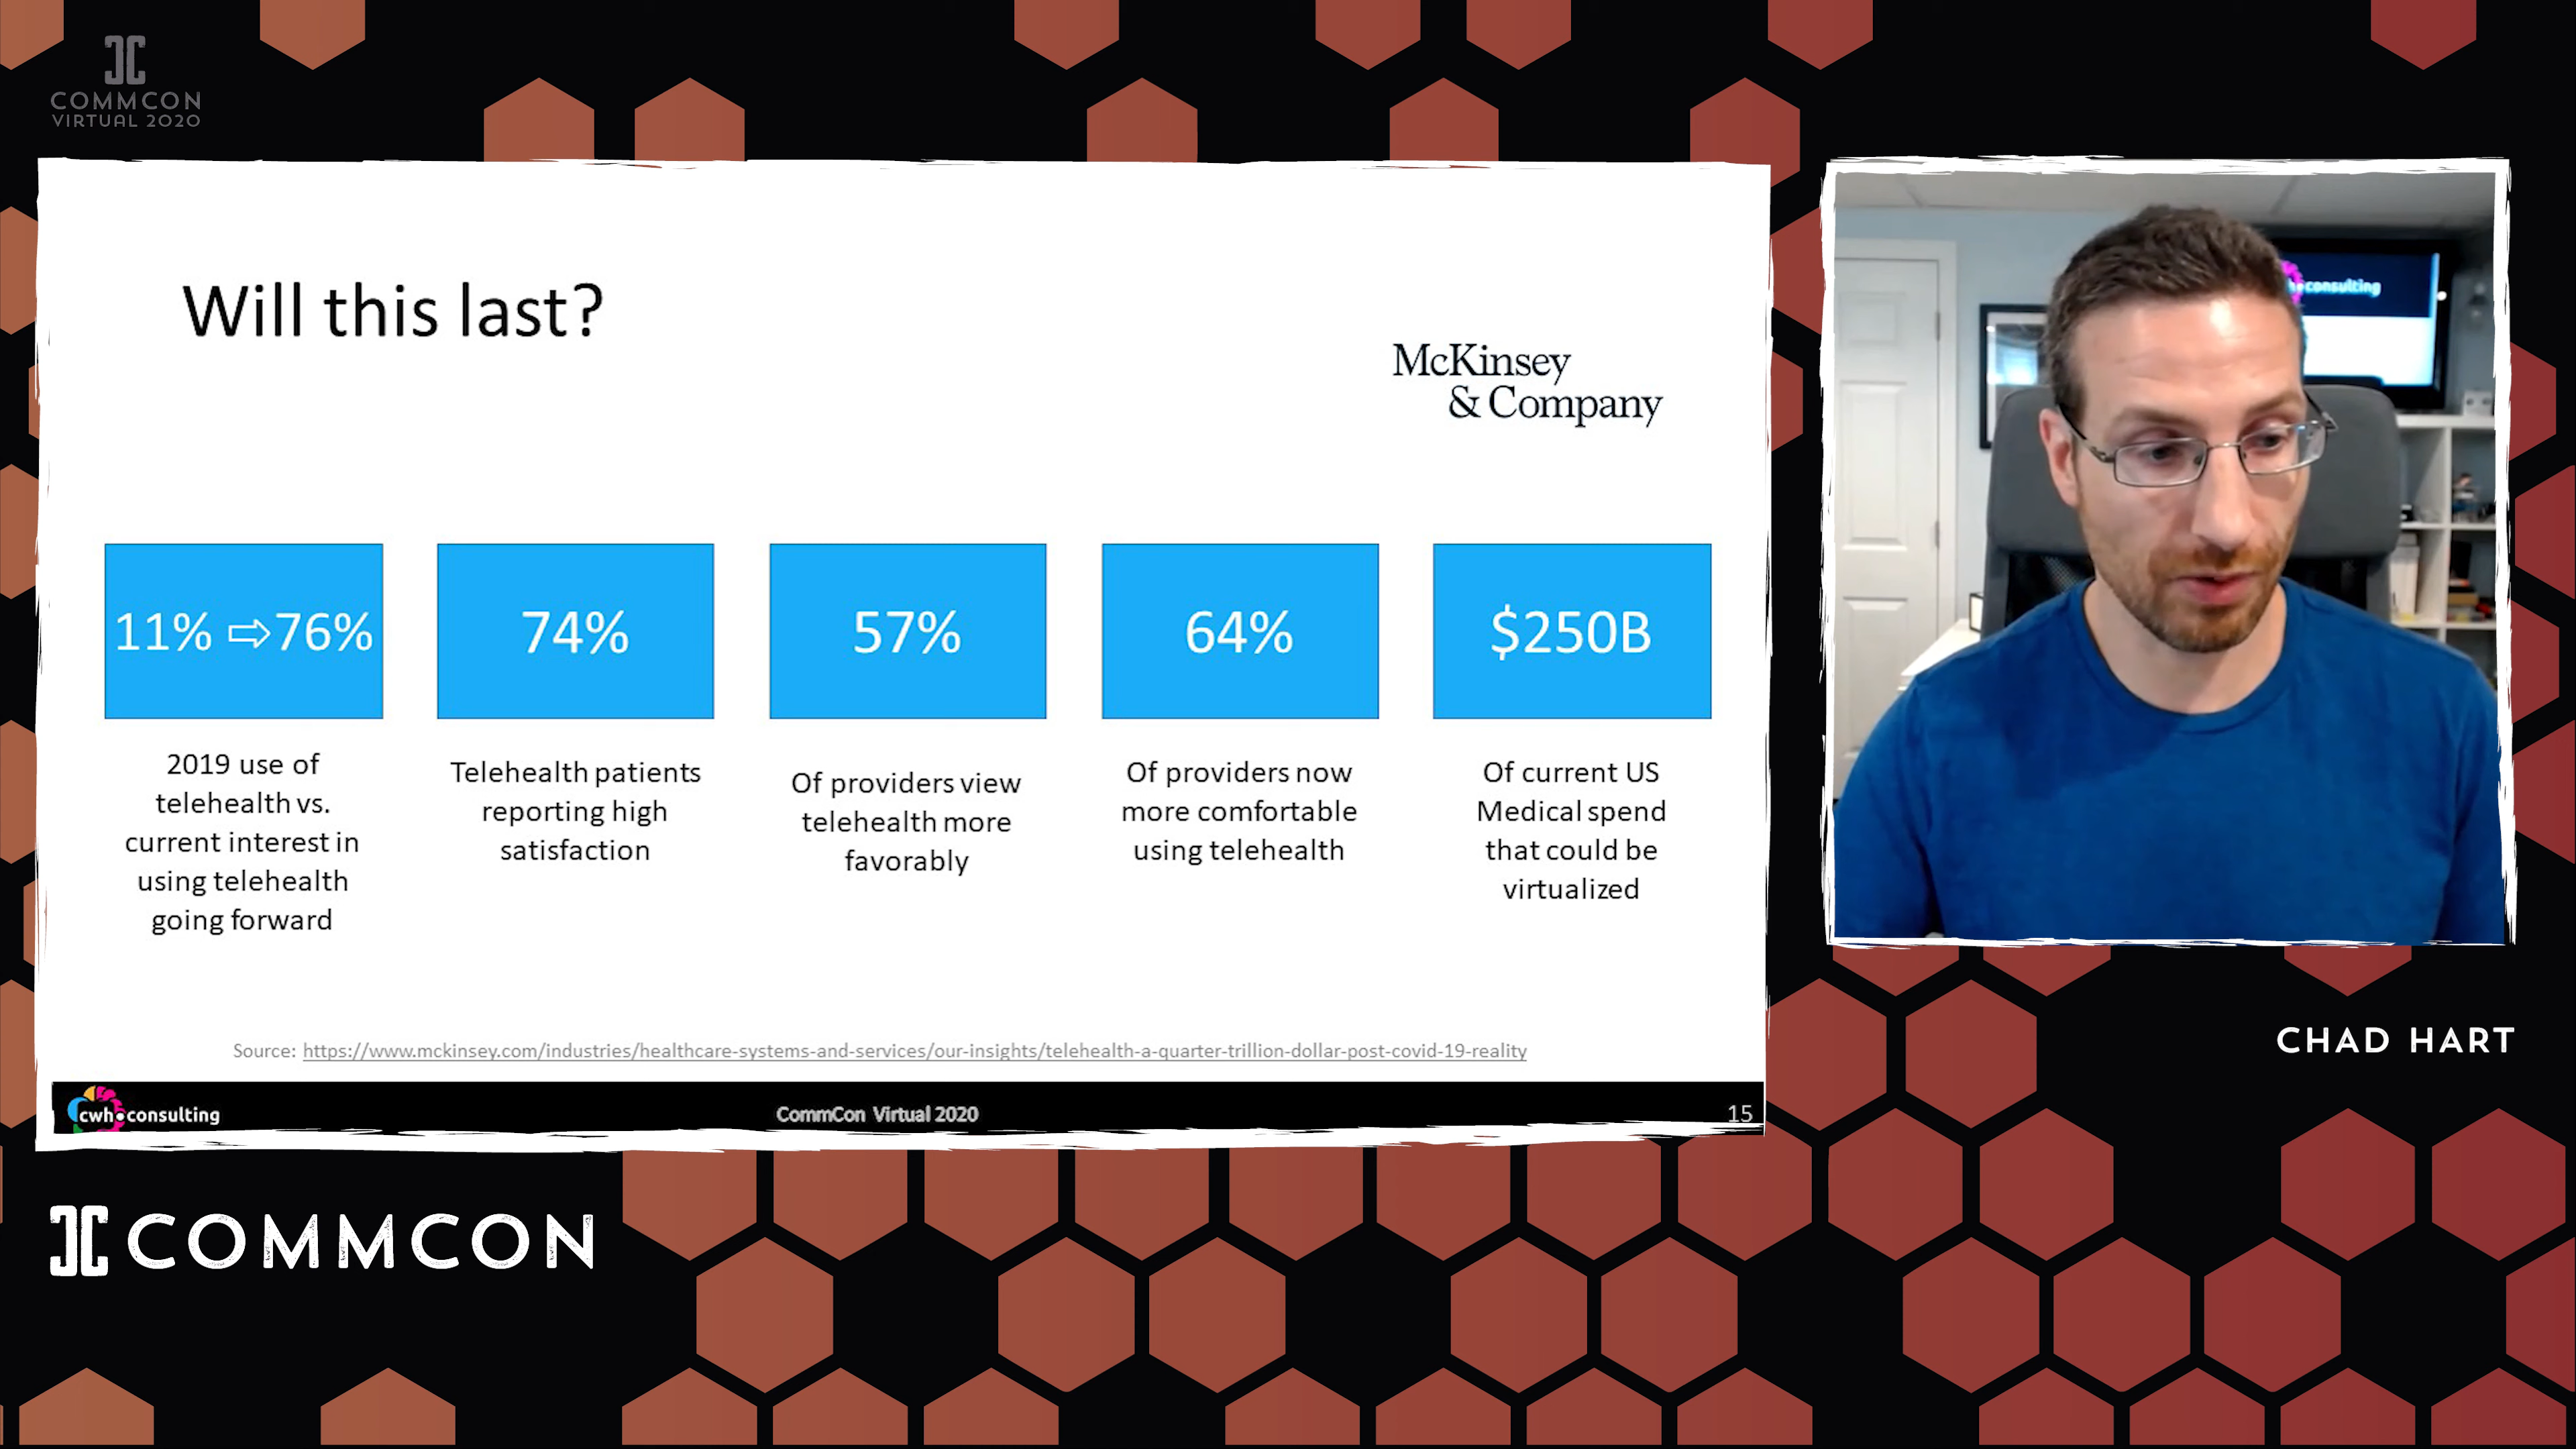 COMMCON
VIRTUAL 2020
Will this last?
McKinsey
& Company
11% ⇨76%
2019 use of
telehealth vs.
current interest in
using telehealth
going forward
74%
Telehealth patients
reporting high
satisfaction
57%
Of providers view
telehealth more
favorably
64%
Of providers now
more comfortable
using telehealth
$250B
Of current US
Medical spend
that could be
virtualized
Source: https://www.mckinsey.com/industries/healthcare-systems-and-services/our-insights/telehealth-a-quarter-trillion-dollar-post-covid-19-reality
cwh.consulting
CommCon Virtual 2020
15
consulting
CHAD HART
COMMCON